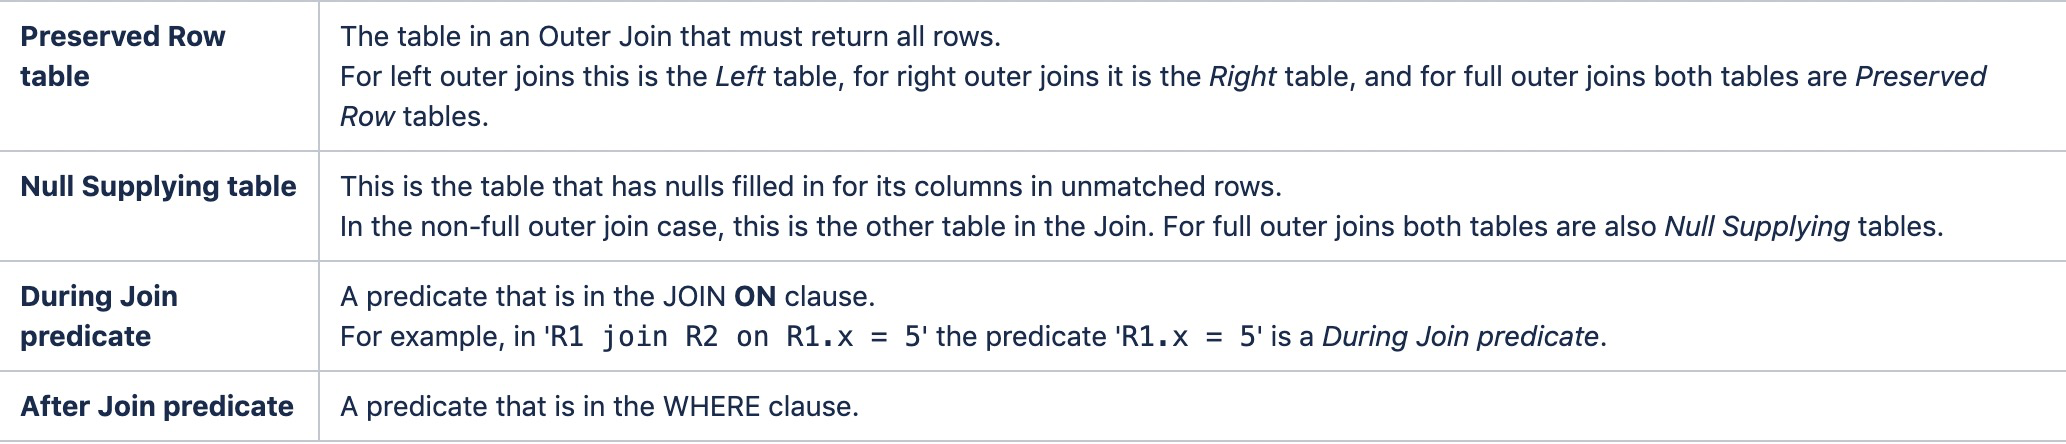 Preserved Row
table
The table in an Outer Join that must return all rows.
For left outer joins this is the Left table, for right outer joins it is the Right table, and for full outer joins both tables are Preserved
Row tables.
Null Supplying table
This is the table that has nulls filled in for its columns in unmatched rows.
In the non-full outer join case, this is the other table in the Join. For full outer joins both tables are also Null Supplying tables.
During Join
predicate
A predicate that is in the JOIN ON clause.
For example, in 'R1 join R2 on R1.x = 5' the predicate 'R1.x = 5' is a During Join predicate.
After Join predicate
A predicate that is in the WHERE clause.